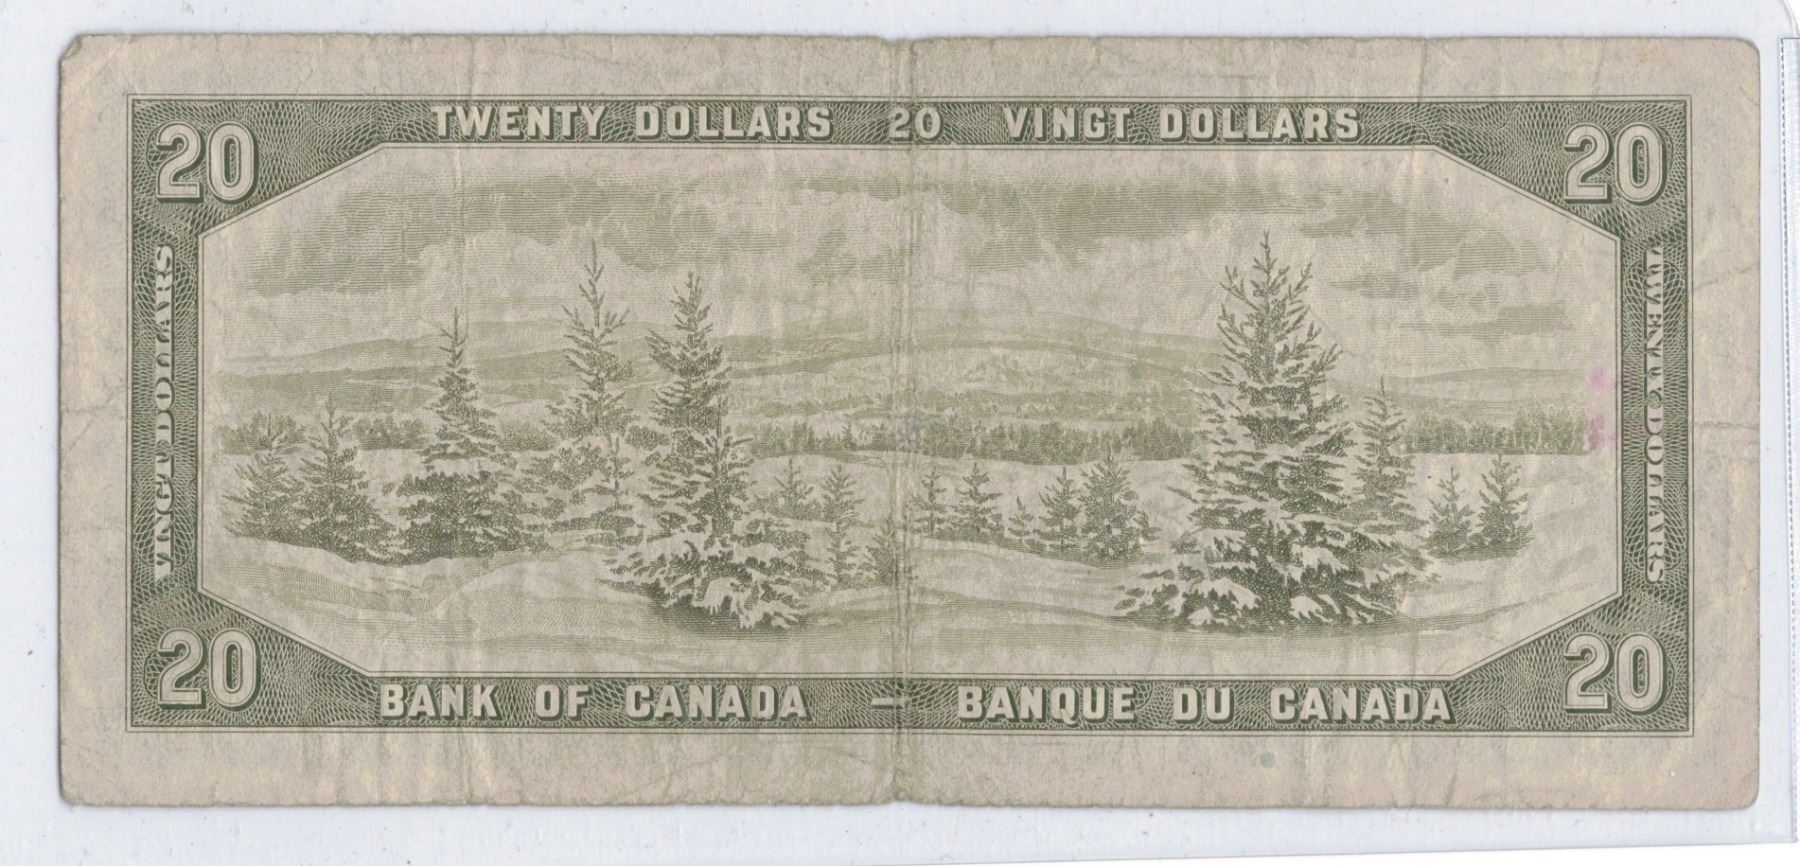 TWENTY DOLLARS 20 VINGT DOLLARS
20
20
VINGT DOLLARS
TWENTY DOLLARS
20
20
BANK OF CANADA — BANQUE DU CANADA